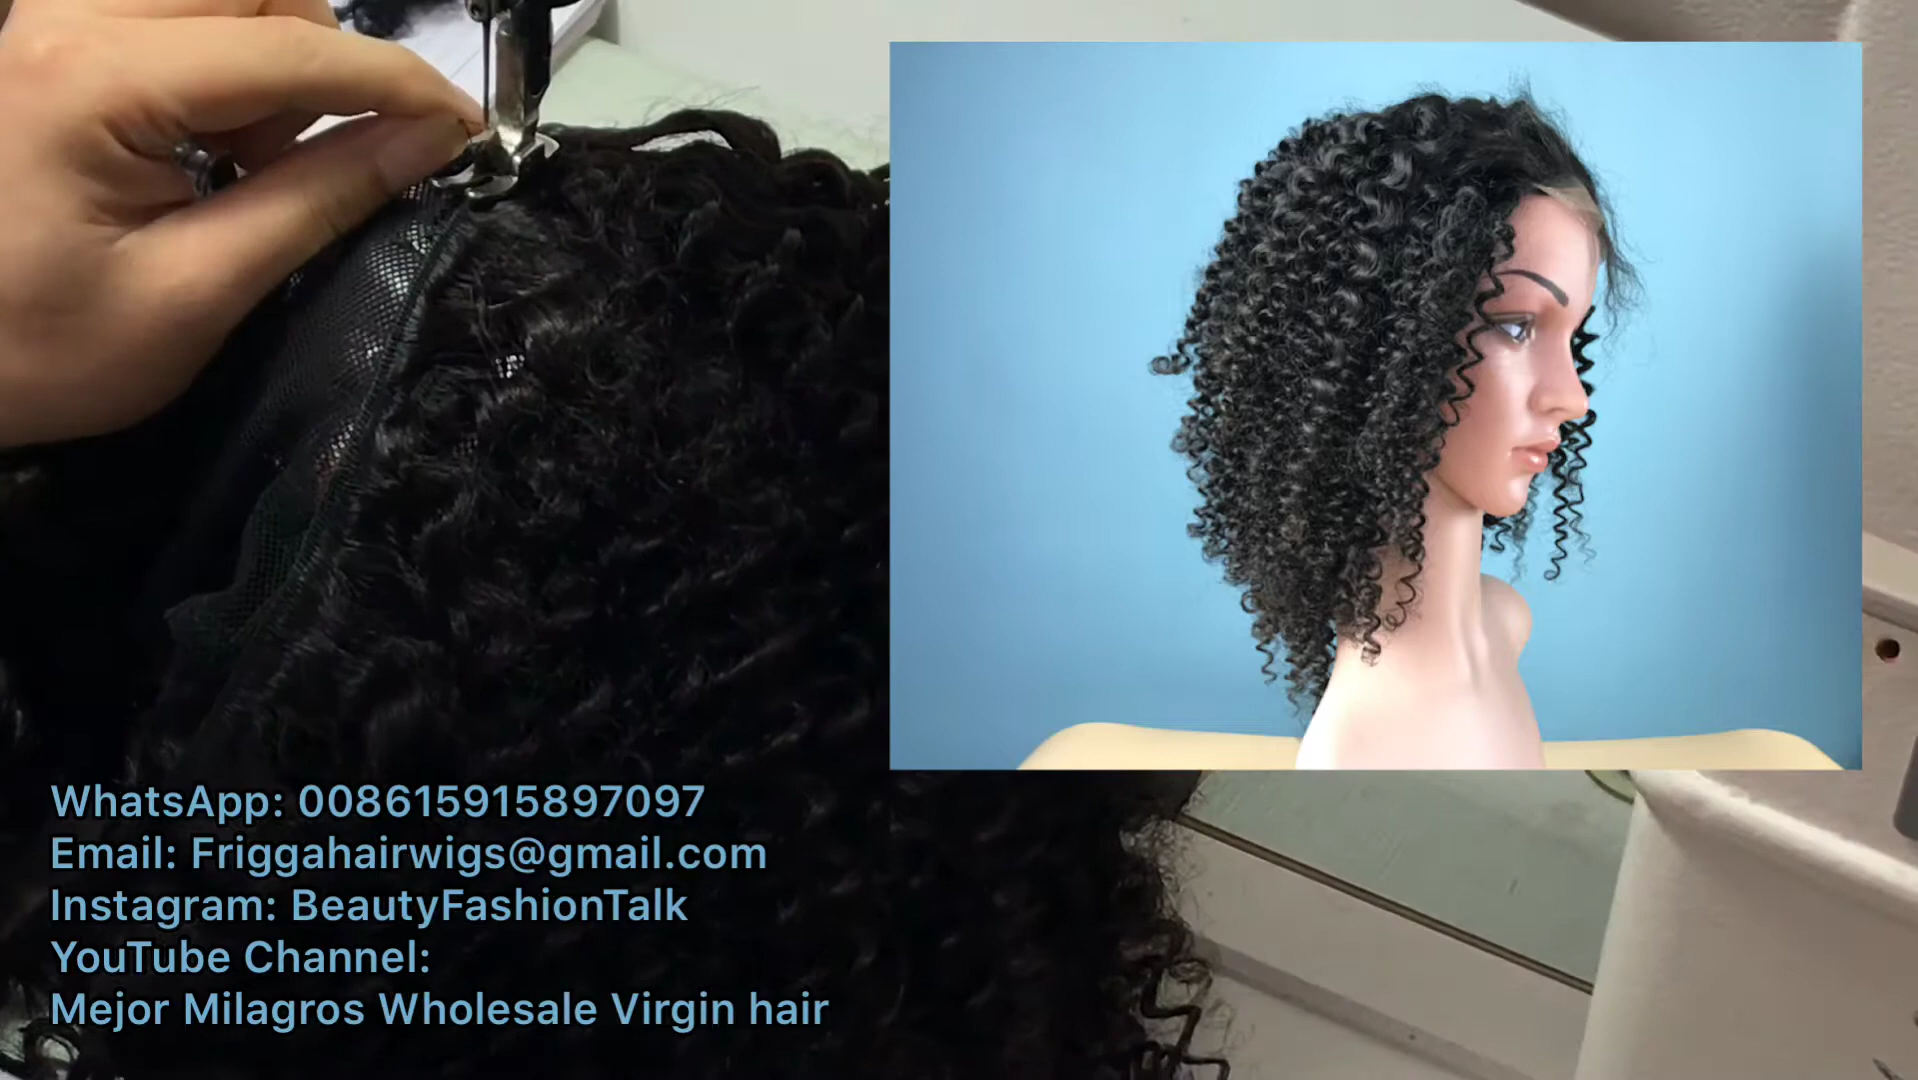 WhatsApp: 008615915897097
Email: Friggahairwigs@gmail.com
Instagram: BeautyFashionTalk
YouTube Channel:
Mejor Milagros Wholesale Virgin hair